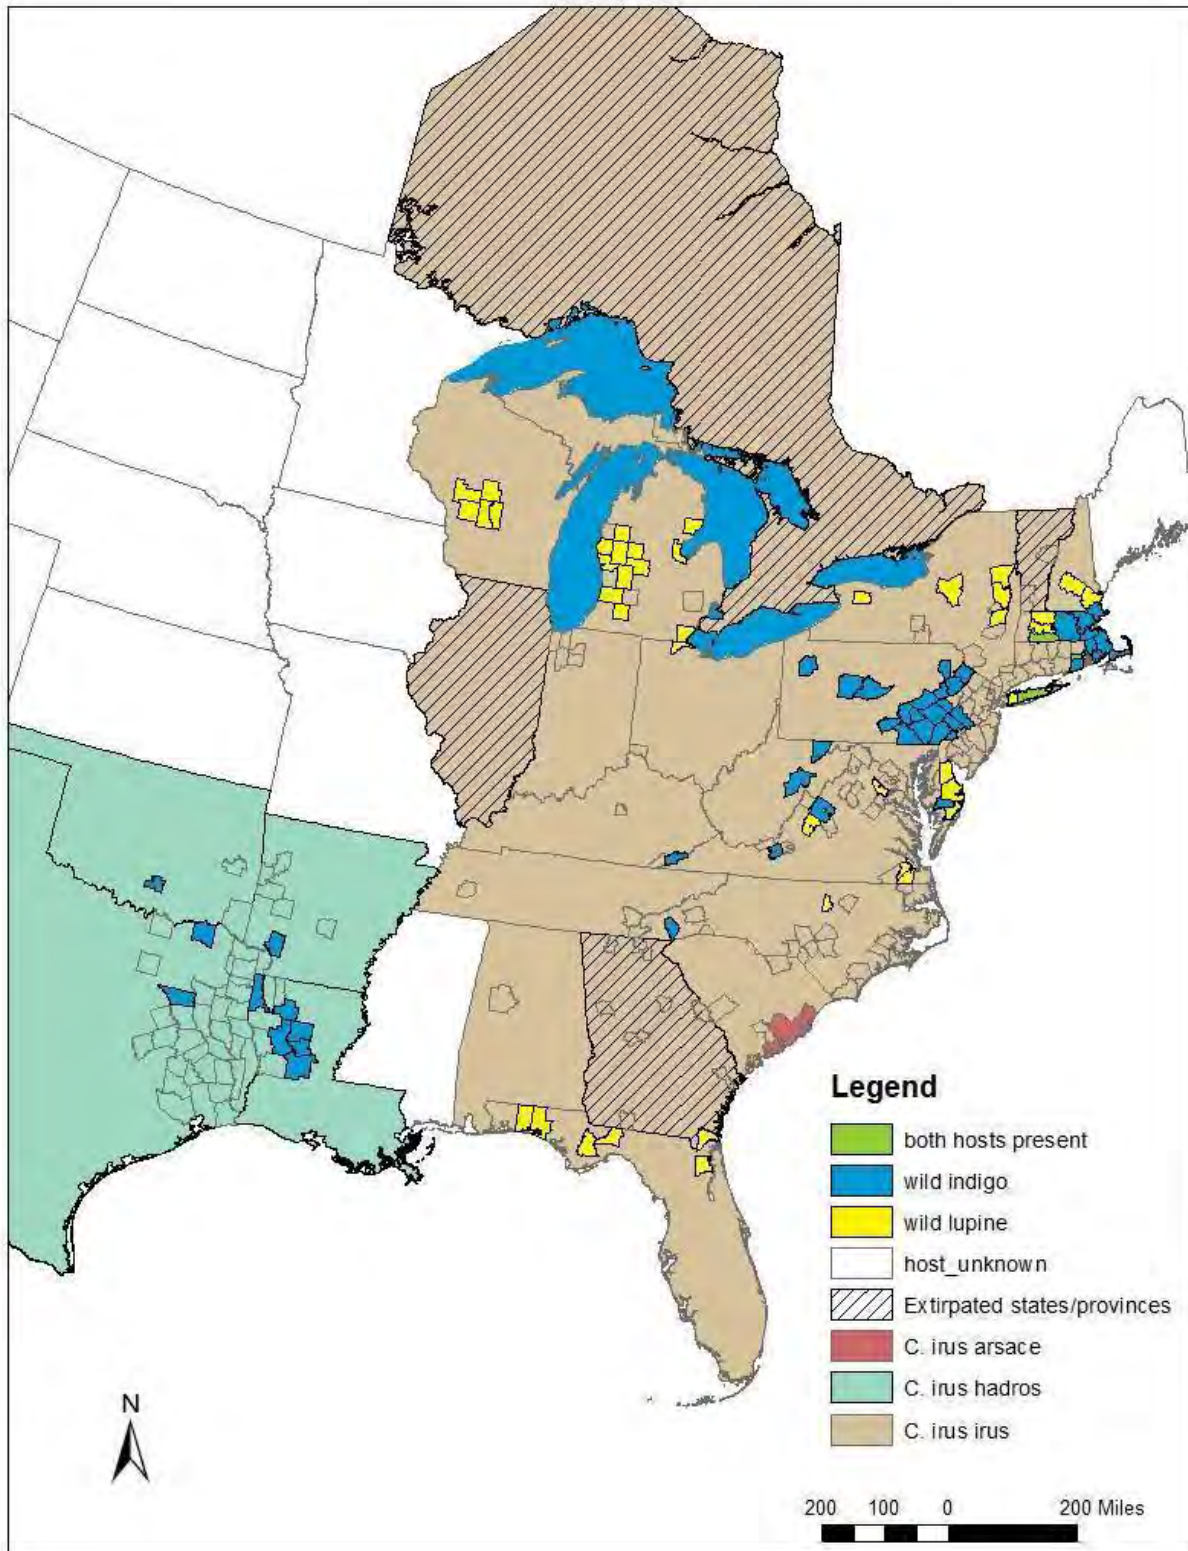 Legend
both hosts present
wild indigo
wild lupine
host_unknown
Extirpated states/provinces
C. irus arsace
C. irus hadros
C. irus irus
N
200 100 0 200 Miles